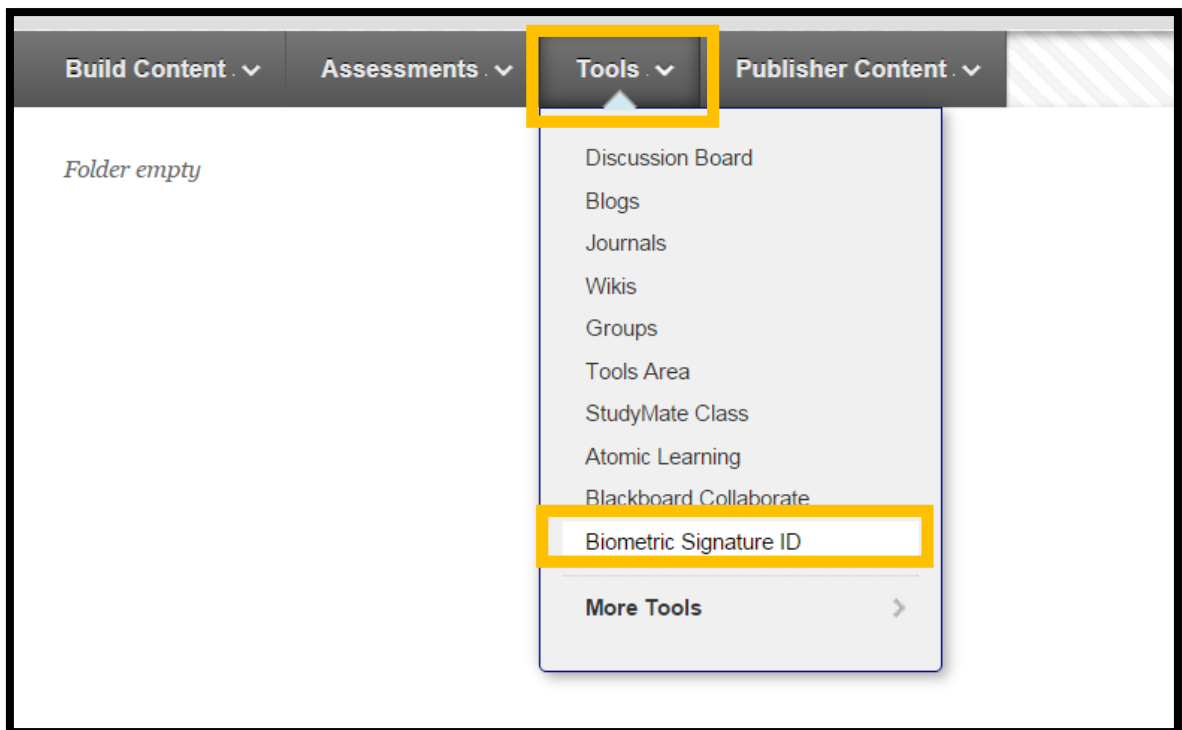 Build Content Assessments Tools Publisher Content
Folder empty
Discussion Board
Blogs
Journals
Wikis
Groups
Tools Area
StudyMate Class
Atomic Learning
Blackboard Collaborate
Biometric Signature ID
More Tools